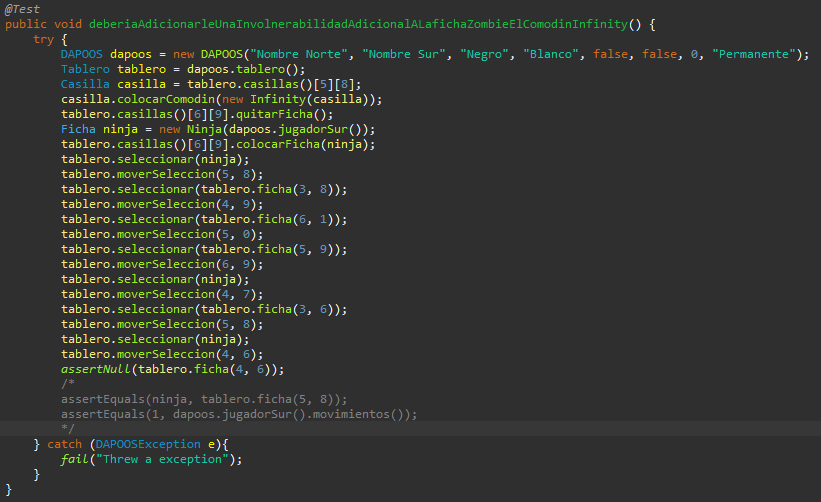 @Test
public void deberiaAdicionarleUnaInvolnerabilidadAdicionalALafichaZombieElComodinInfinity() {
try {
DAPOOS dapoos = new DAPOOS("Nombre Norte", "Nombre Sur", "Negro", "Blanco", false, false, 0, "Permanente");
Tablero tablero = dapoos.tablero();
Casilla casilla = tablero.casillas()[5][8];
casilla.colocarComodin(new Infinity(casilla));
tablero.casillas()[6][9].quitarFicha();
Ficha ninja = new Ninja(dapoos.jugadorSur());
tablero.casillas()[6][9].colocarFicha(ninja);
tablero.seleccionar(ninja);
tablero.moverSeleccion(5, 8);
tablero.seleccionar(tablero.ficha(3, 8));
tablero.moverSeleccion(4, 9);
tablero.seleccionar(tablero.ficha(6, 1));
tablero.moverSeleccion(5, 0);
tablero.seleccionar(tablero.ficha(5, 9));
tablero.moverSeleccion(6, 9);
tablero.seleccionar(ninja);
tablero.moverSeleccion(4, 7);
tablero.seleccionar(tablero.ficha(3, 6));
tablero.moverSeleccion(5, 8);
tablero.seleccionar(ninja);
tablero.moverSeleccion(4, 6);
assertNull(tablero.ficha(4, 6));
/*
assertEquals(ninja, tablero.ficha(5, 8));
assertEquals(1, dapoos.jugadorSur().movimientos());
*/
} catch (DAPOOSException e){
fail("Threw a exception");
}
}